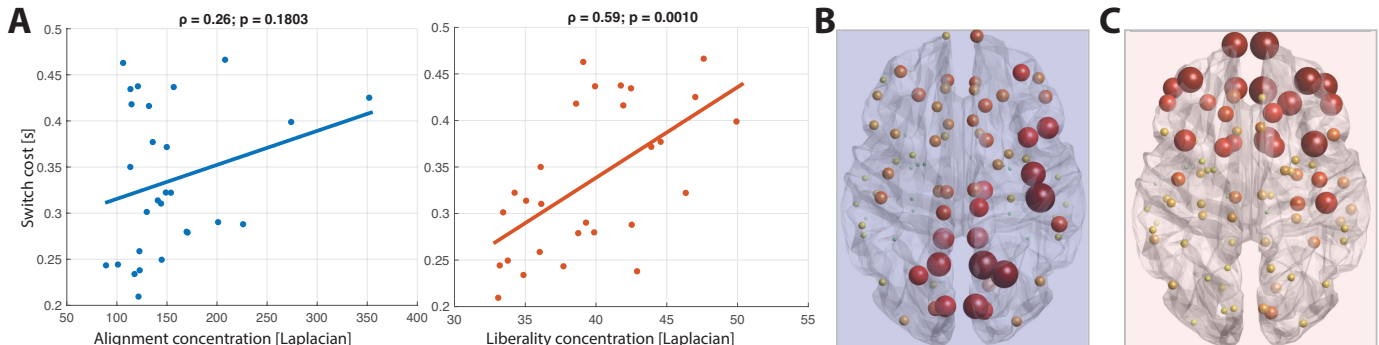 A
B
C
ρ = 0.26; p = 0.1803
ρ = 0.59; p = 0.0010
Switch cost [s]
0.5
0.45
0.4
0.35
0.3
0.25
0.2
50 100 150 200 250 300 350 400
Alignment concentration [Laplacian]
0.5
0.45
0.4
0.35
0.3
0.25
0.2
30 35 40 45 50 55
Liberality concentration [Laplacian]